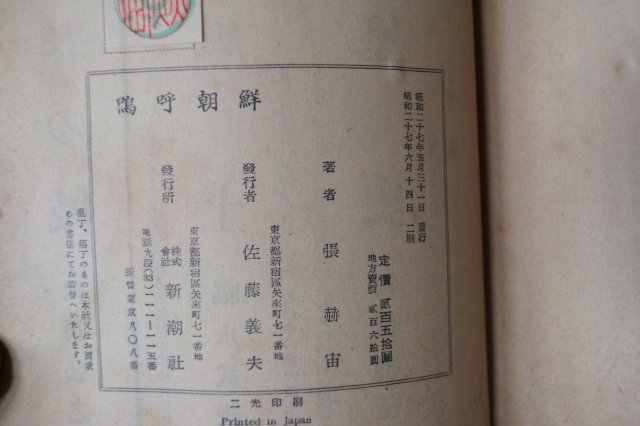 嗚呼朝鮮
昭和二十七年五月三十一日 發行
昭和二十七年六月十四日 二刷
定價 貳百五拾圓
地方賣價 貳百六拾圓
著者 張赫宙
東京都新宿區矢来町七一番地
發行者 佐藤義夫
東京都新宿區矢来町七一番地
發行所 株式會社 新潮社
電話九段(33)一一一一-一五番
振替東京八〇八番
亂丁、落丁のものは本社又はお買求
めの書店にてお取替へいたします。
二光印刷
Printed in Japan